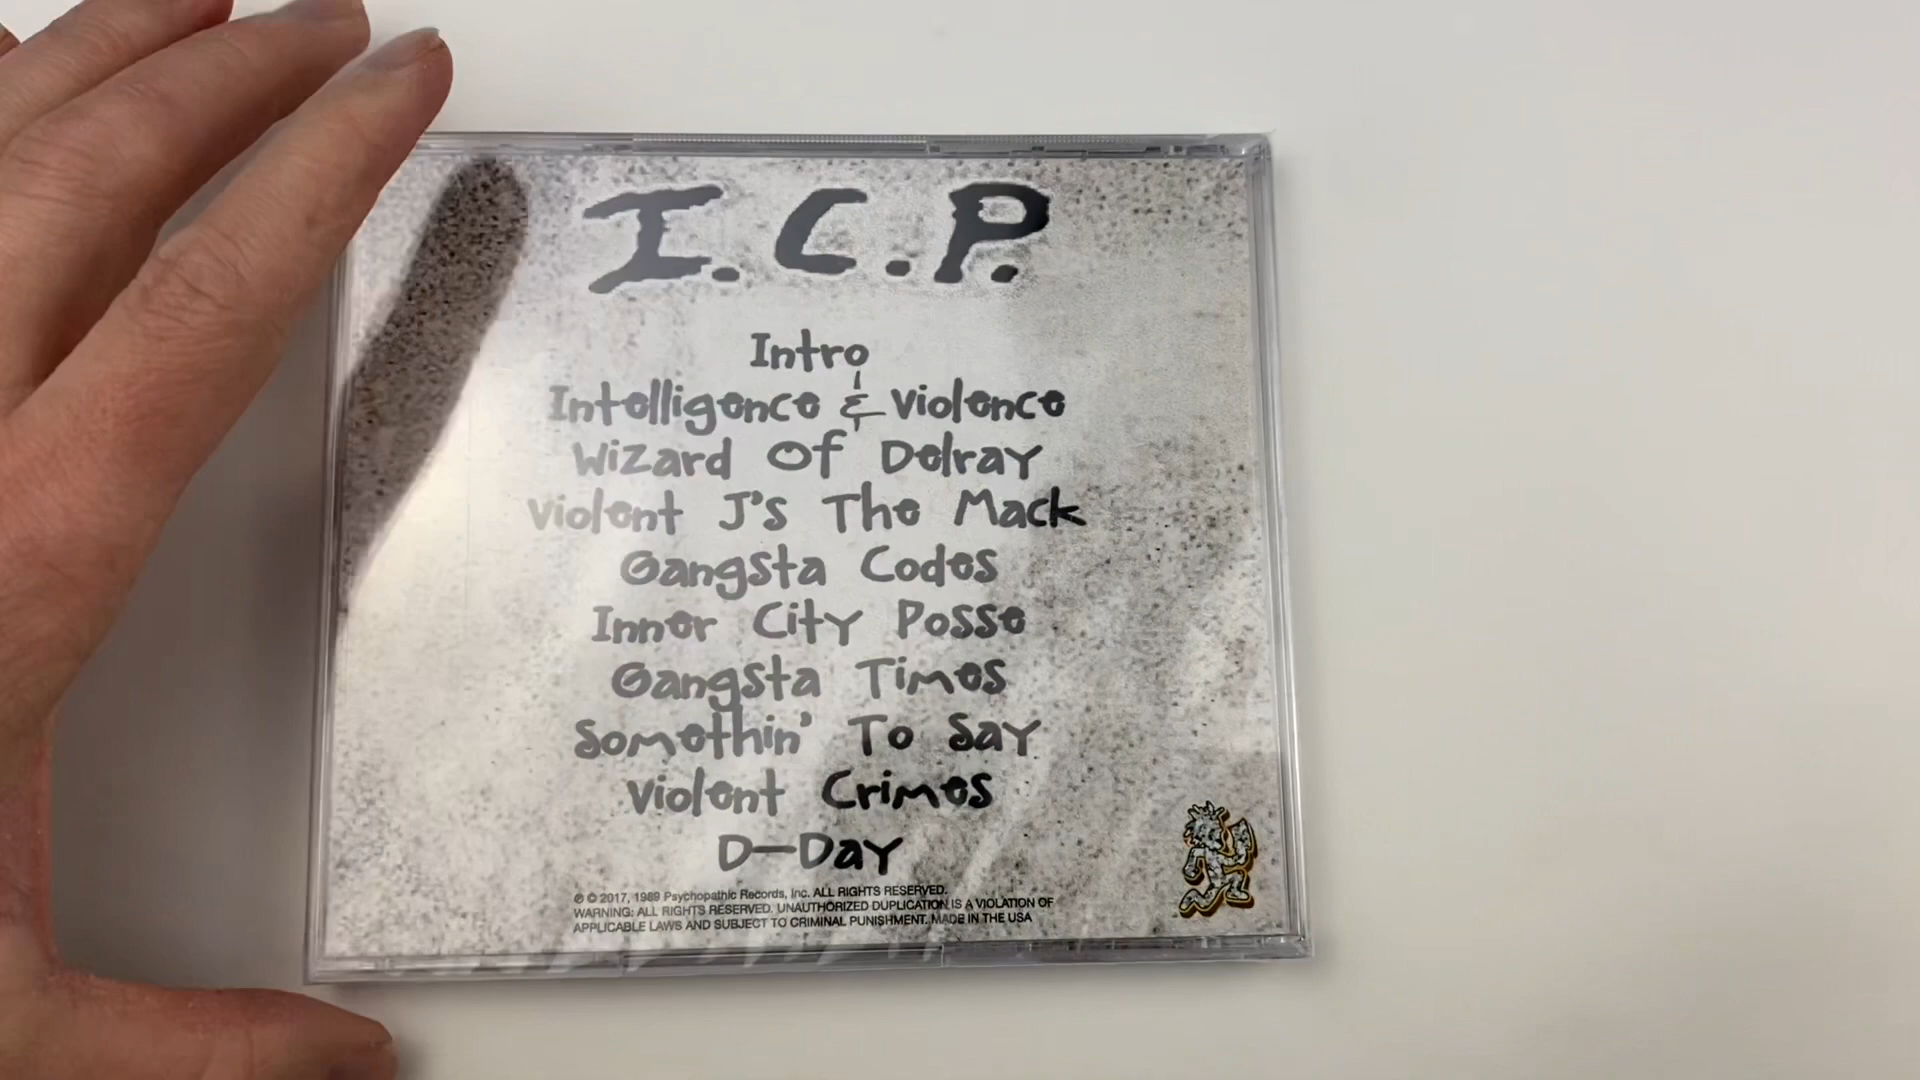 I.C.P.
Intro
Intelligence & Violence
Wizard Of Delray
Violent J's The Mack
Gangsta Codes
Inner City Posse
Gangsta Times
Somethin' To Say
Violent Crimes
D-Day
℗ © 2017, 1989 Psychopathic Records, Inc. ALL RIGHTS RESERVED.
WARNING: ALL RIGHTS RESERVED. UNAUTHORIZED DUPLICATION IS A VIOLATION OF
APPLICABLE LAWS AND SUBJECT TO CRIMINAL PUNISHMENT. MADE IN THE USA